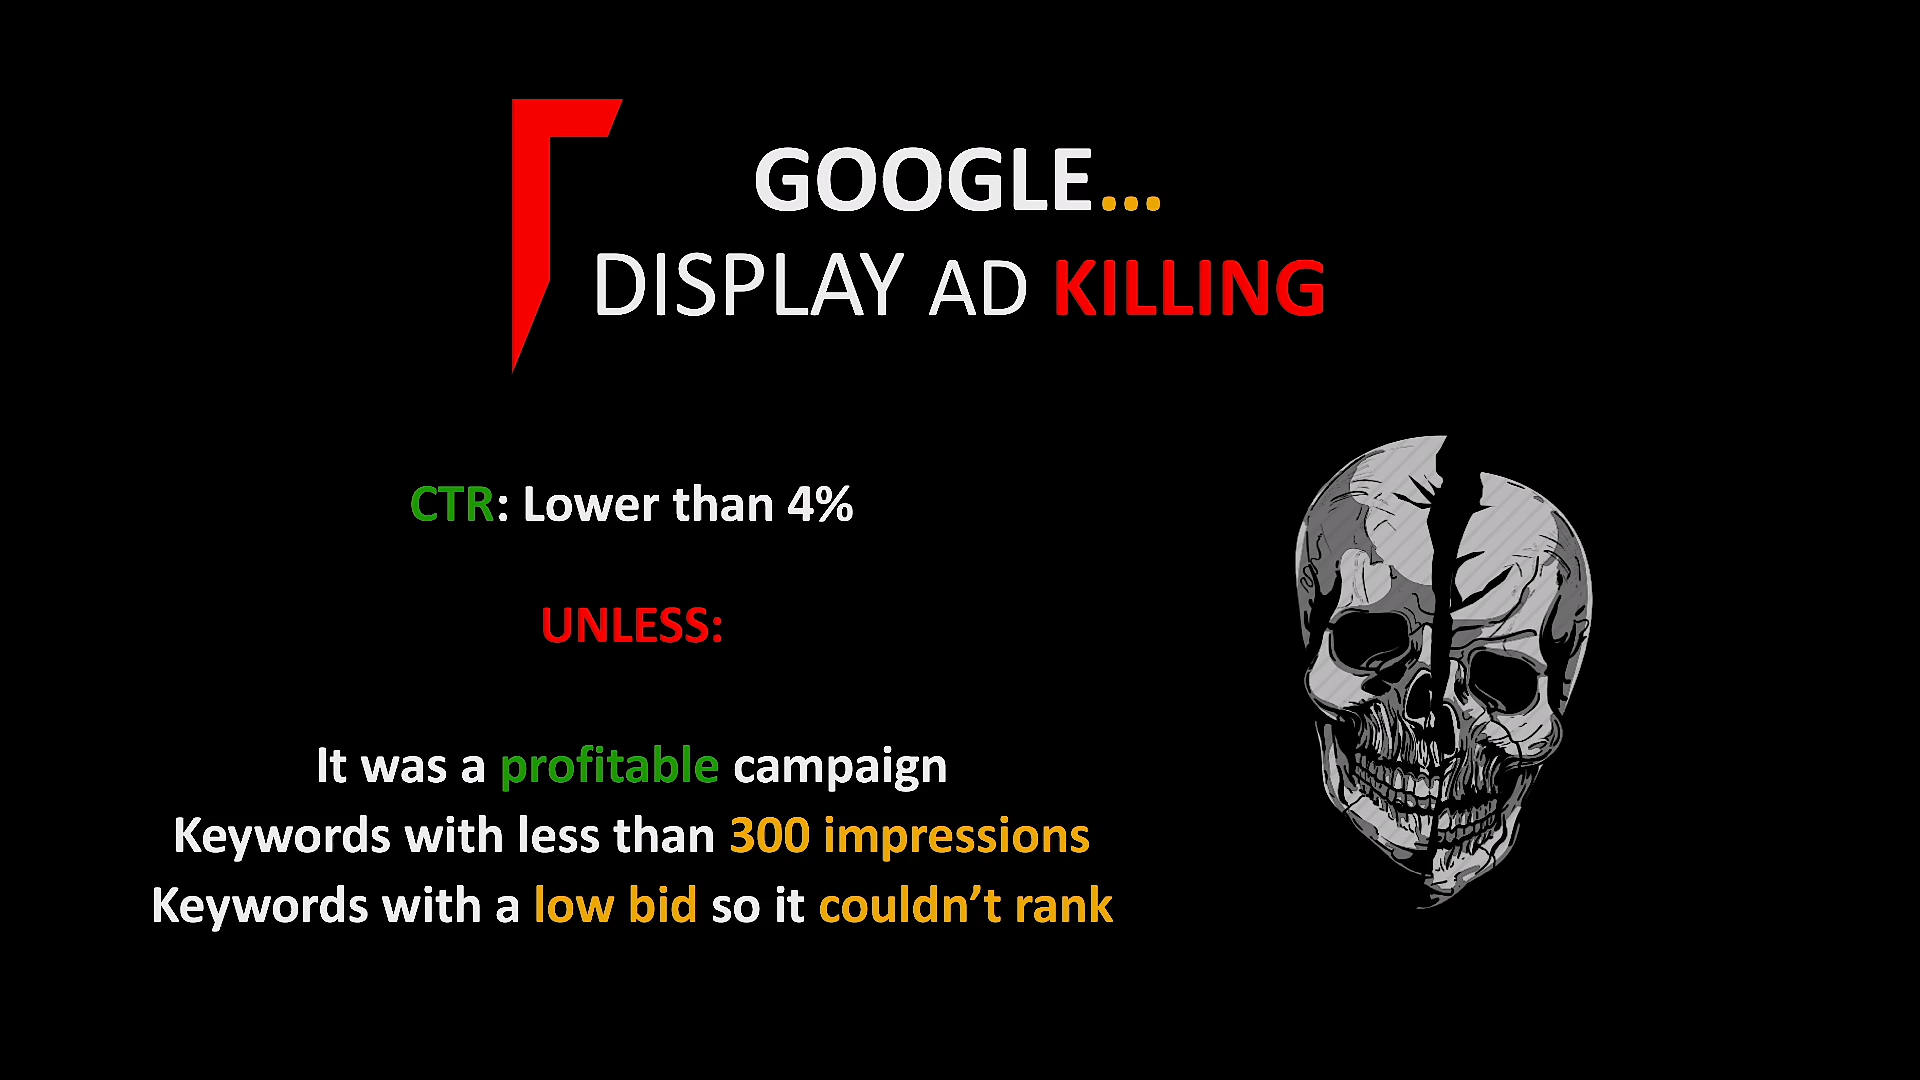 GOOGLE...
DISPLAY AD KILLING
CTR: Lower than 4%
UNLESS:
It was a profitable campaign
Keywords with less than 300 impressions
Keywords with a low bid so it couldn’t rank